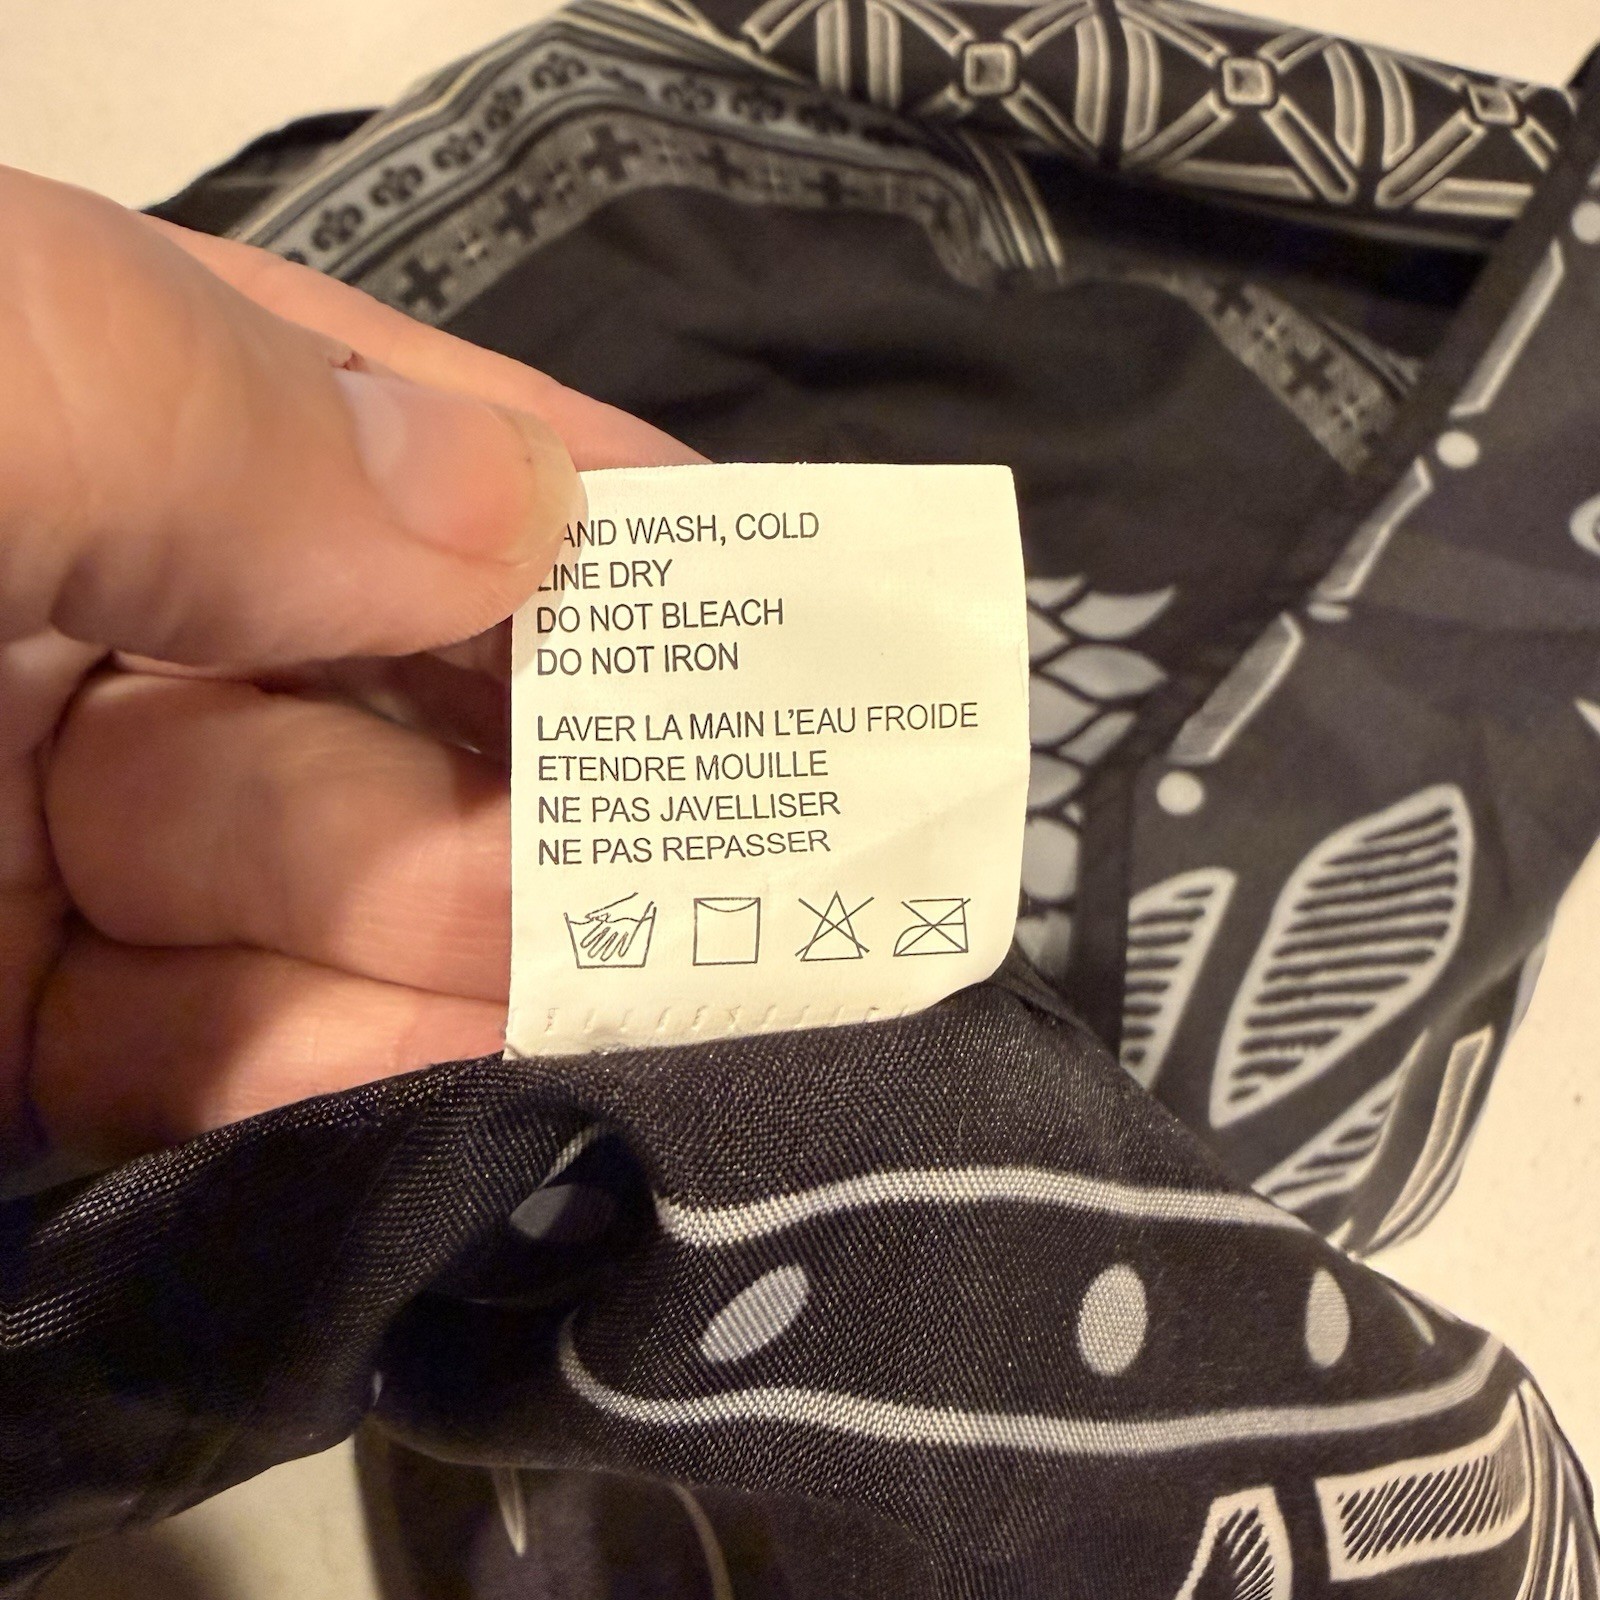 AND WASH, COLD
LINE DRY
DO NOT BLEACH
DO NOT IRON
LAVER LA MAIN L'EAU FROIDE
ETENDRE MOUILLE
NE PAS JAVELLISER
NE PAS REPASSER